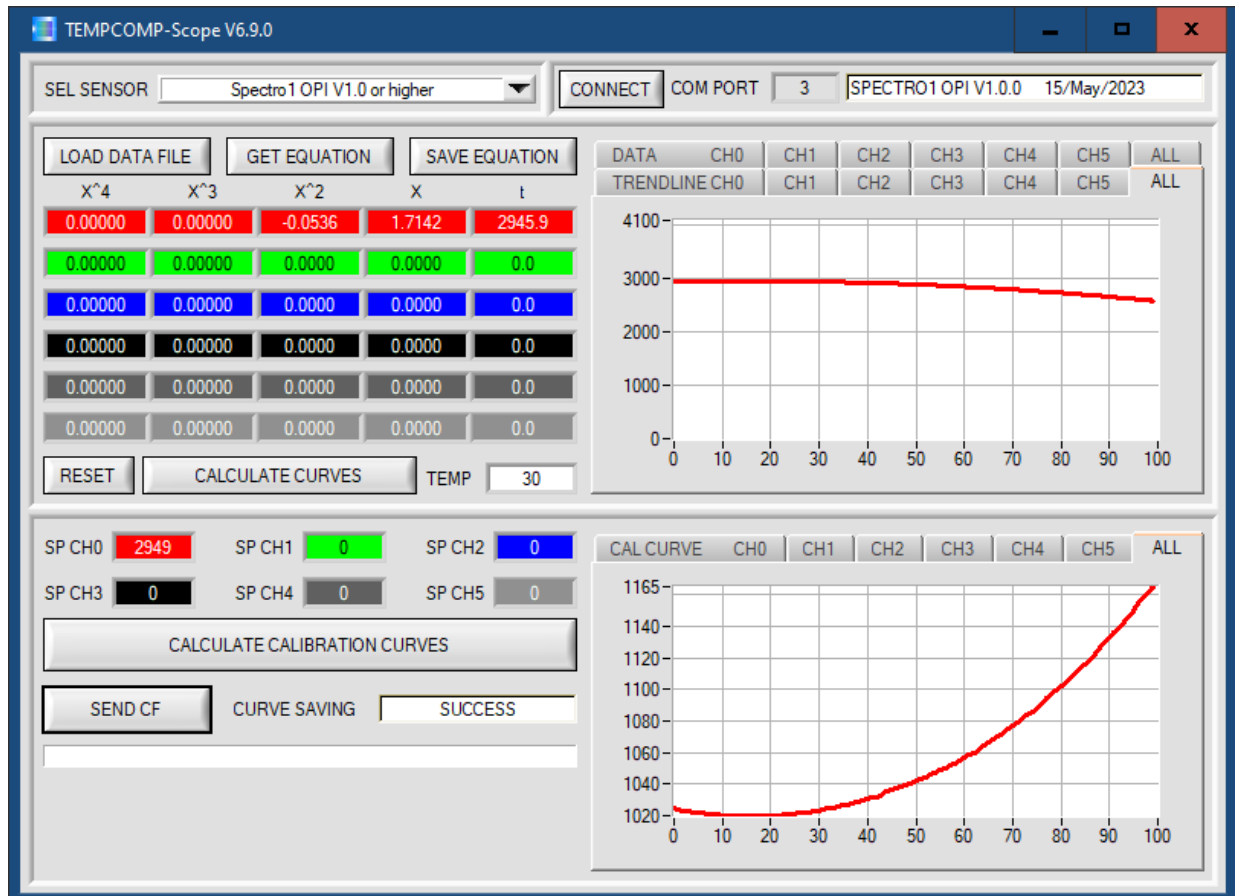 TEMPCOMP-Scope V6.9.0
SEL SENSOR Spectro1 OPI V1.0 or higher CONNECT COM PORT 3 SPECTRO1 OPI V1.0.0 15/May/2023
LOAD DATA FILE GET EQUATION SAVE EQUATION
X^4 X^3 X^2 X t
0.00000 0.00000 -0.0536 1.7142 2945.9
0.00000 0.00000 0.0000 0.0000 0.0
0.00000 0.00000 0.0000 0.0000 0.0
0.00000 0.00000 0.0000 0.0000 0.0
0.00000 0.00000 0.0000 0.0000 0.0
0.00000 0.00000 0.0000 0.0000 0.0
RESET CALCULATE CURVES TEMP 30
DATA CH0 CH1 CH2 CH3 CH4 CH5 ALL
TRENDLINE CH0 CH1 CH2 CH3 CH4 CH5 ALL
4100
3000
2000
1000
0
0 10 20 30 40 50 60 70 80 90 100
SP CH0 2949 SP CH1 0 SP CH2 0
SP CH3 0 SP CH4 0 SP CH5 0
CALCULATE CALIBRATION CURVES
SEND CF CURVE SAVING SUCCESS
CAL CURVE CH0 CH1 CH2 CH3 CH4 CH5 ALL
1165
1140
1120
1100
1080
1060
1040
1020
0 10 20 30 40 50 60 70 80 90 100